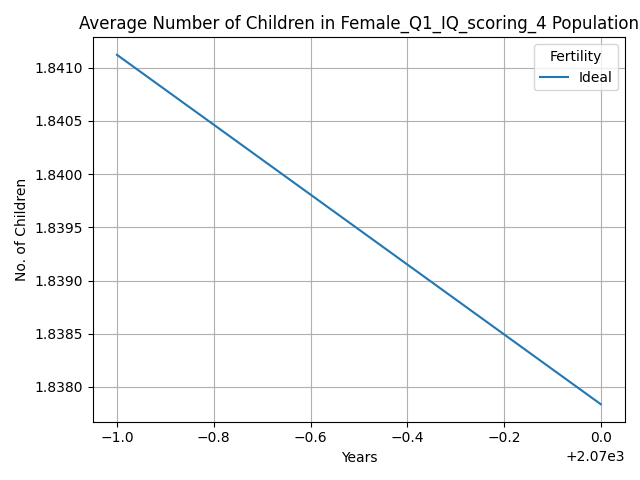 Average Number of Children in Female_Q1_IQ_scoring_4 Population
Fertility
Ideal
1.8410
1.8405
1.8400
1.8395
1.8390
1.8385
1.8380
No. of Children
−1.0 −0.8 −0.6 −0.4 −0.2 0.0
Years
+2.07e3